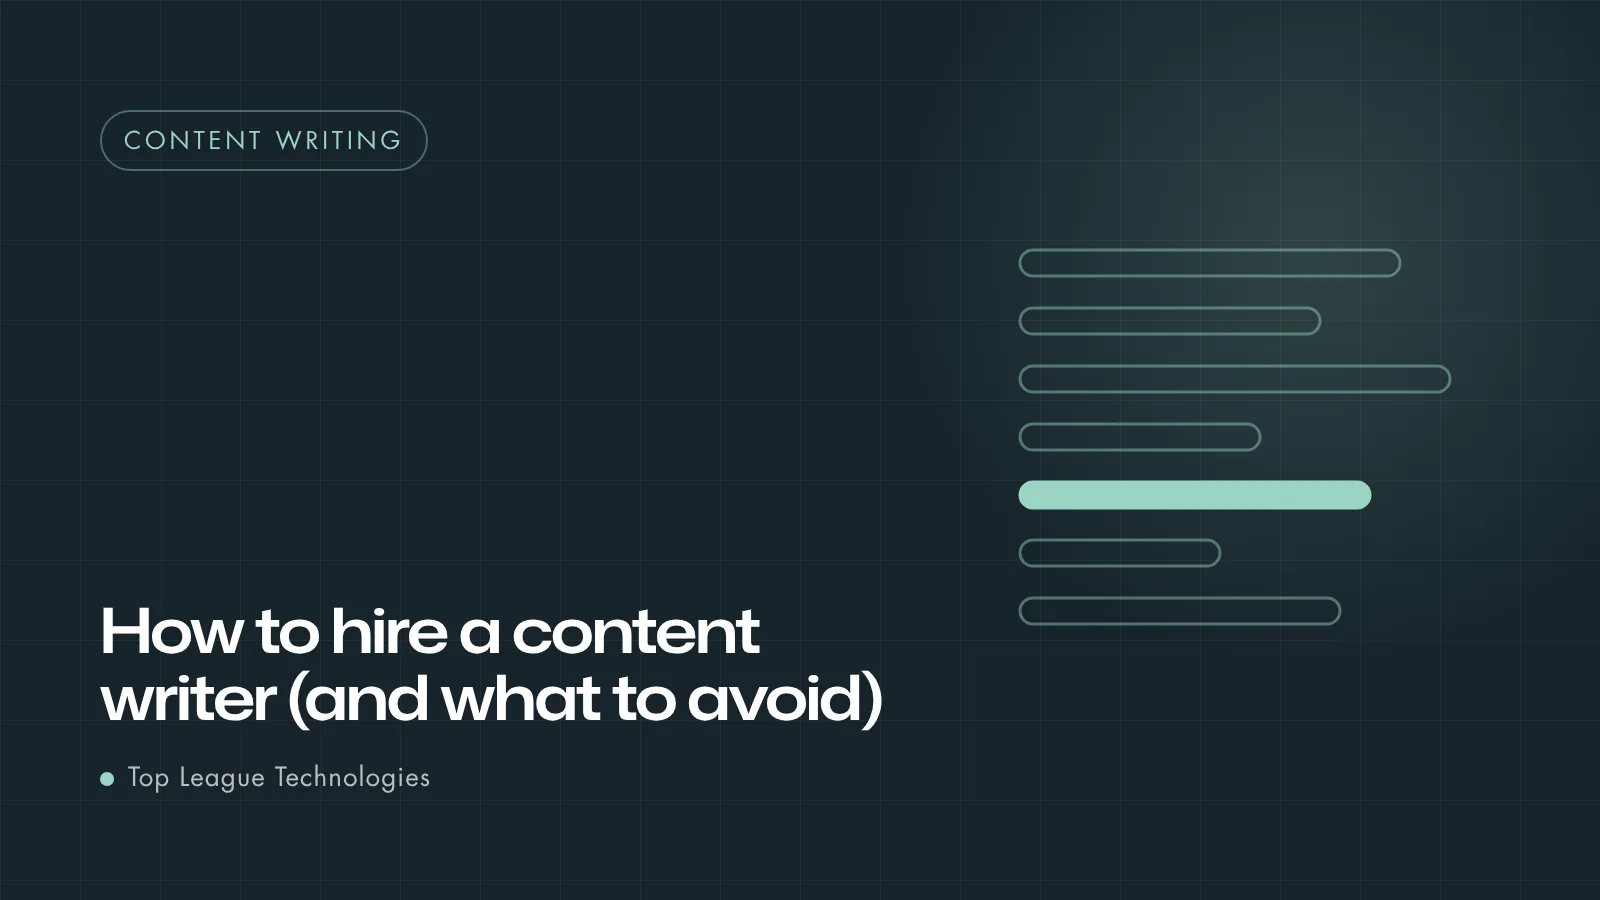 CONTENT WRITING
How to hire a content
writer (and what to avoid)
Top League Technologies